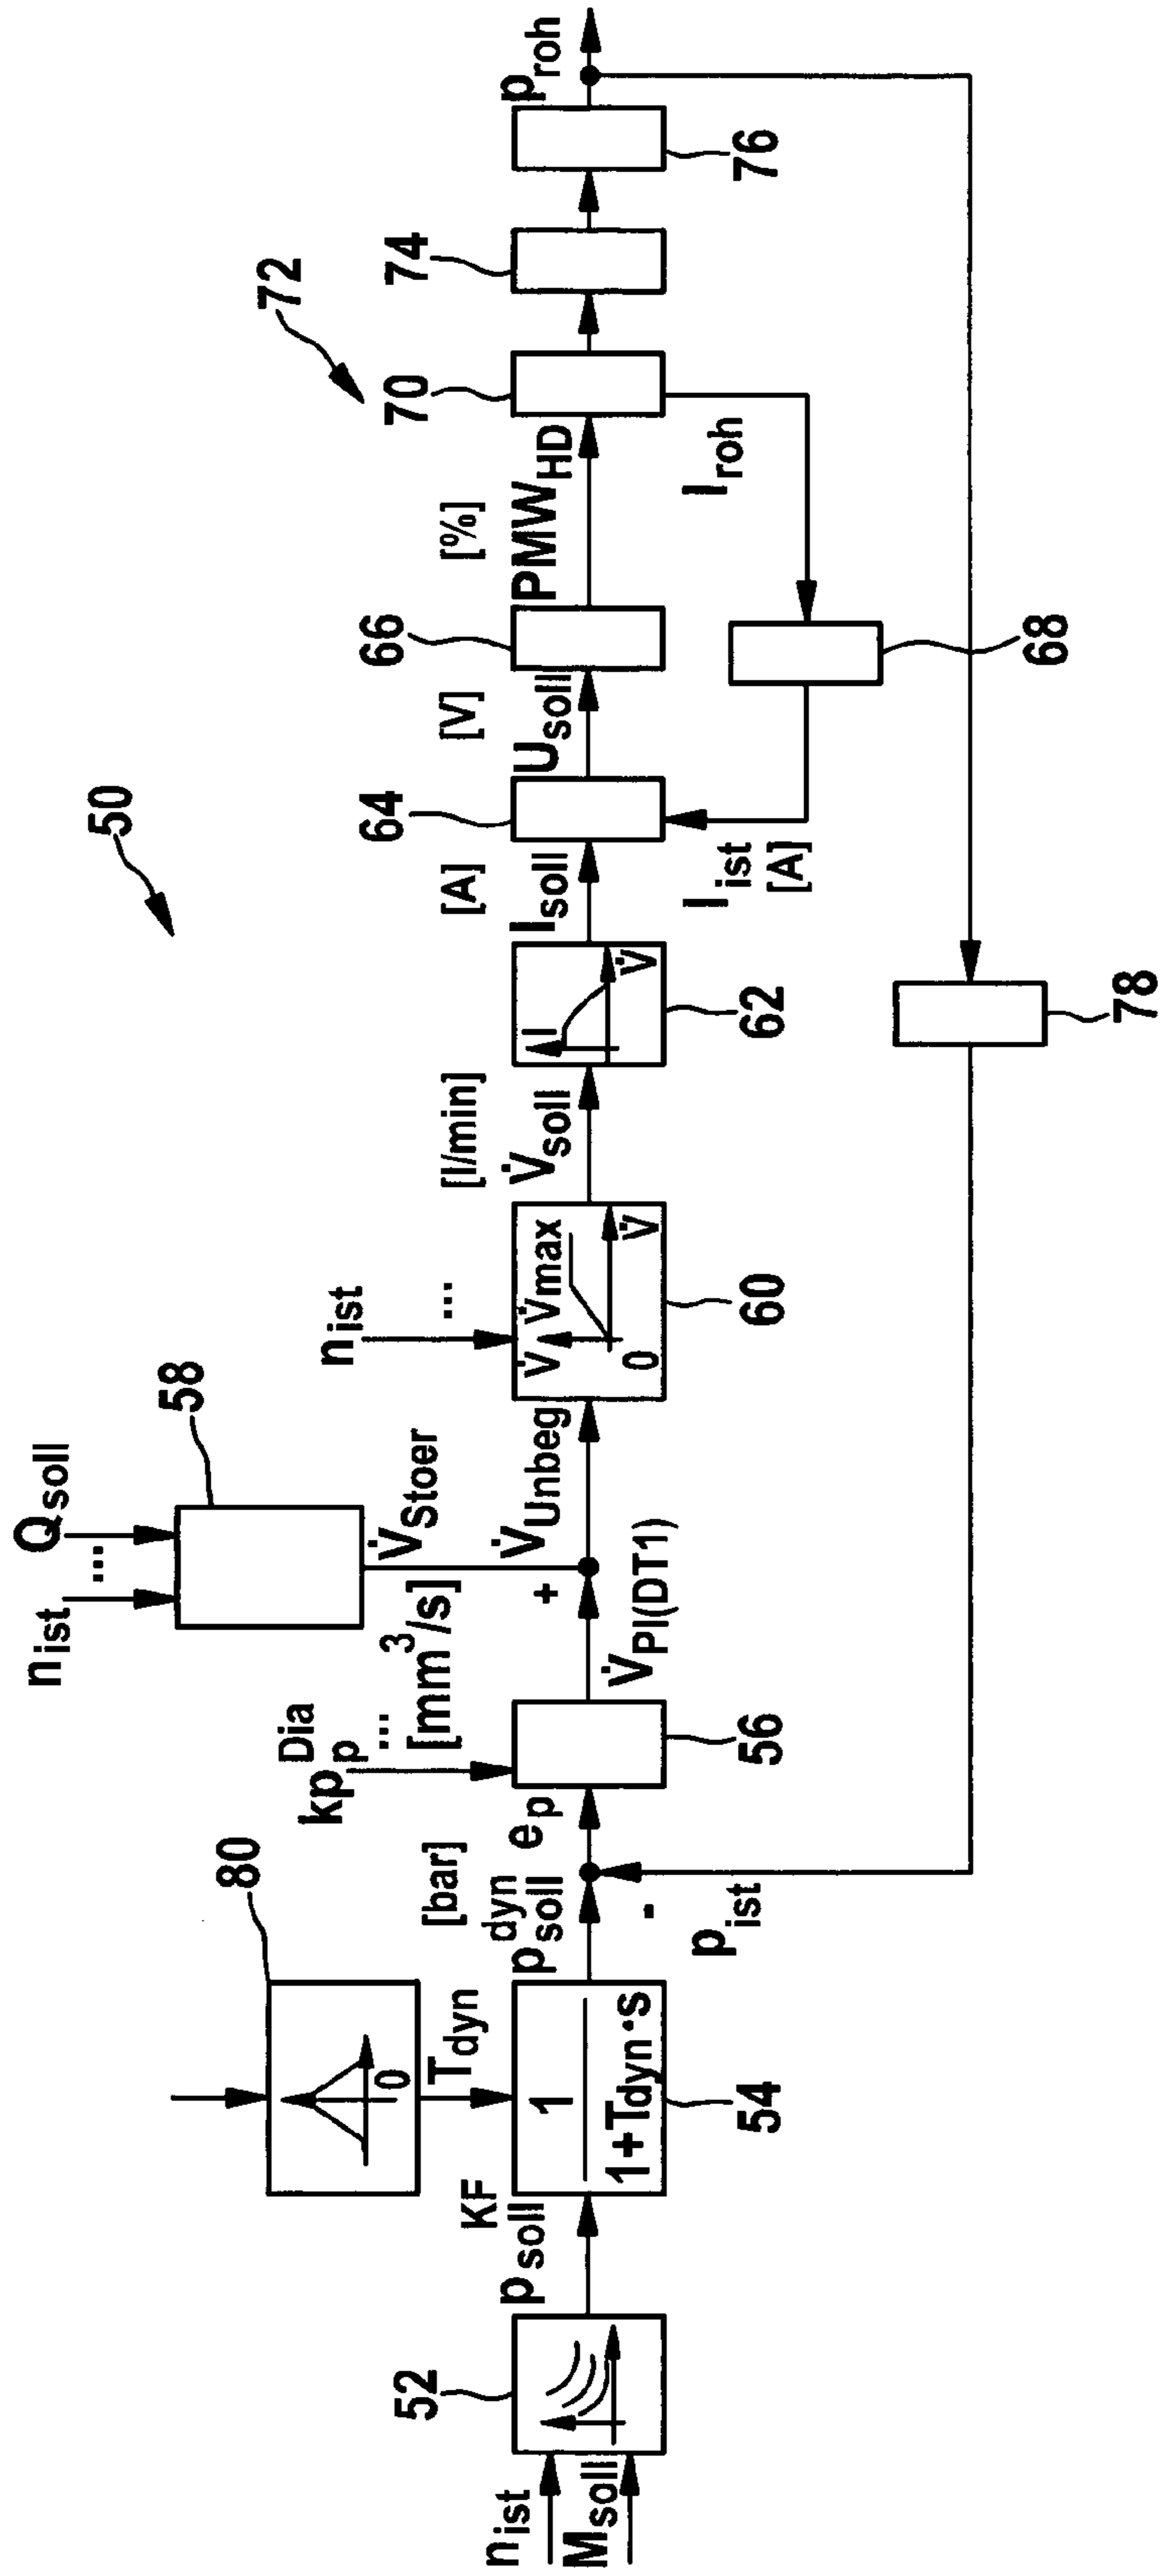 50
72
n_ist
M_soll
52
p_soll^KF
80
T_dyn
0
1
1+T_dyn·s
54
[bar]
p_soll^dyn
-
p_ist
e_p
kp_p^Dia
...
[mm³/s]
56
V̇_PI(DT1)
n_ist
...
Q_soll
58
V̇_Stoer
+
V̇_Unbeg
n_ist
...
V̇
V̇max
V̇
0
60
[l/min]
V̇_soll
I
V̇
62
[A]
I_soll
64
I_ist
[A]
[V]
U_soll
66
[%]
PMW_HD
70
I_roh
68
74
76
p_roh
78